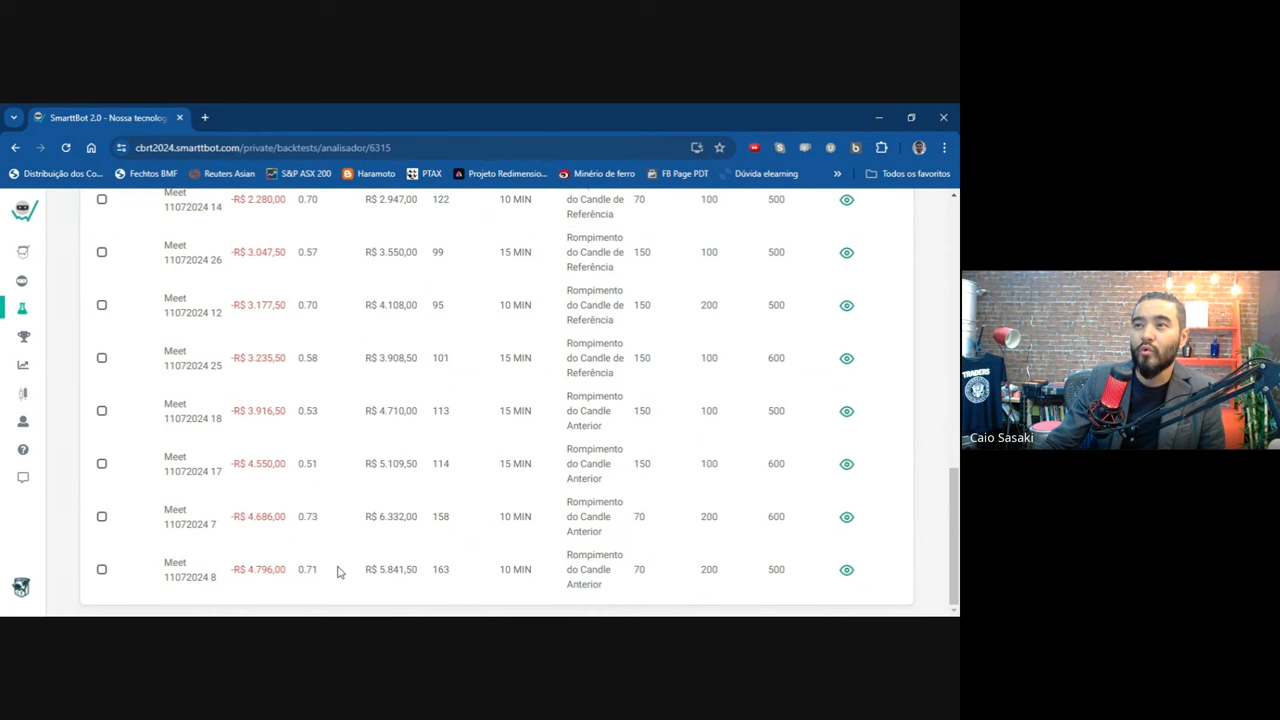 SmarttBot 2.0 - Nossa tecnolog
cbrt2024.smarttbot.com/private/backtests/analisador/6315
Distribuição dos Co...
Fechtos BMF
Reuters Asian
S&P ASX 200
Haramoto
PTAX
Projeto Redimensio...
Minério de ferro
FB Page PDT
Dúvida elearning
»
Todos os favoritos
Meet
11072024 14
-R$ 2.280,00 0.70 R$ 2.947,00 122 10 MIN
do Candle de
Referência
70 100 500
Meet
11072024 26
-R$ 3.047,50 0.57 R$ 3.550,00 99 15 MIN
Rompimento
do Candle de
Referência
150 100 500
Meet
11072024 12
-R$ 3.177,50 0.70 R$ 4.108,00 95 10 MIN
Rompimento
do Candle de
Referência
150 200 500
Meet
11072024 25
-R$ 3.235,50 0.58 R$ 3.908,50 101 15 MIN
Rompimento
do Candle de
Referência
150 100 600
Meet
11072024 18
-R$ 3.916,50 0.53 R$ 4.710,00 113 15 MIN
Rompimento
do Candle
Anterior
150 100 500
Meet
11072024 17
-R$ 4.550,00 0.51 R$ 5.109,50 114 15 MIN
Rompimento
do Candle
Anterior
150 100 600
Meet
11072024 7
-R$ 4.686,00 0.73 R$ 6.332,00 158 10 MIN
Rompimento
do Candle
Anterior
70 200 600
Meet
11072024 8
-R$ 4.796,00 0.71 R$ 5.841,50 163 10 MIN
Rompimento
do Candle
Anterior
70 200 500
TRADERS
Caio Sasaki